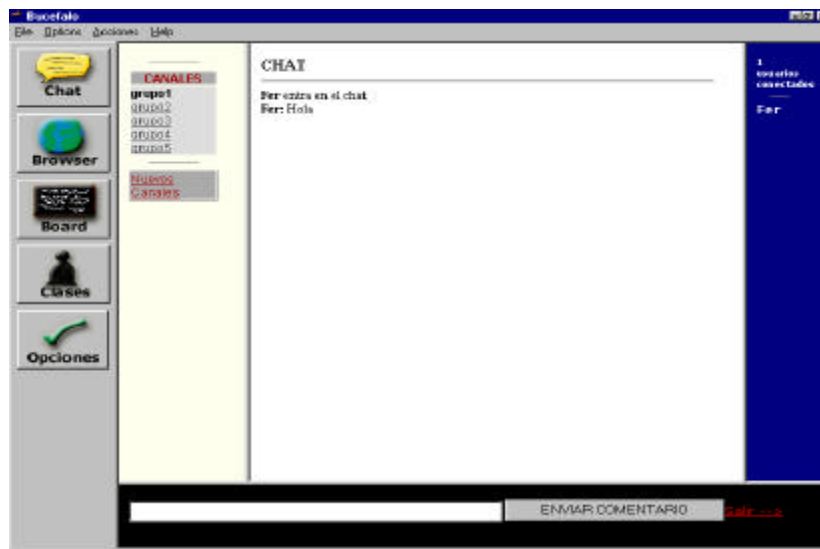 Bucefalo
File Options Acciones Help
Chat
Browser
Board
Clases
Opciones
CANALES
grupo1
grupo2
grupo3
grupo4
grupo5
Nuevos
Canales
CHAT
Fer entra en el chat
Fer: Hola
1
usuarios
conectados
Fer
ENVIAR COMENTARIO
Salir -->